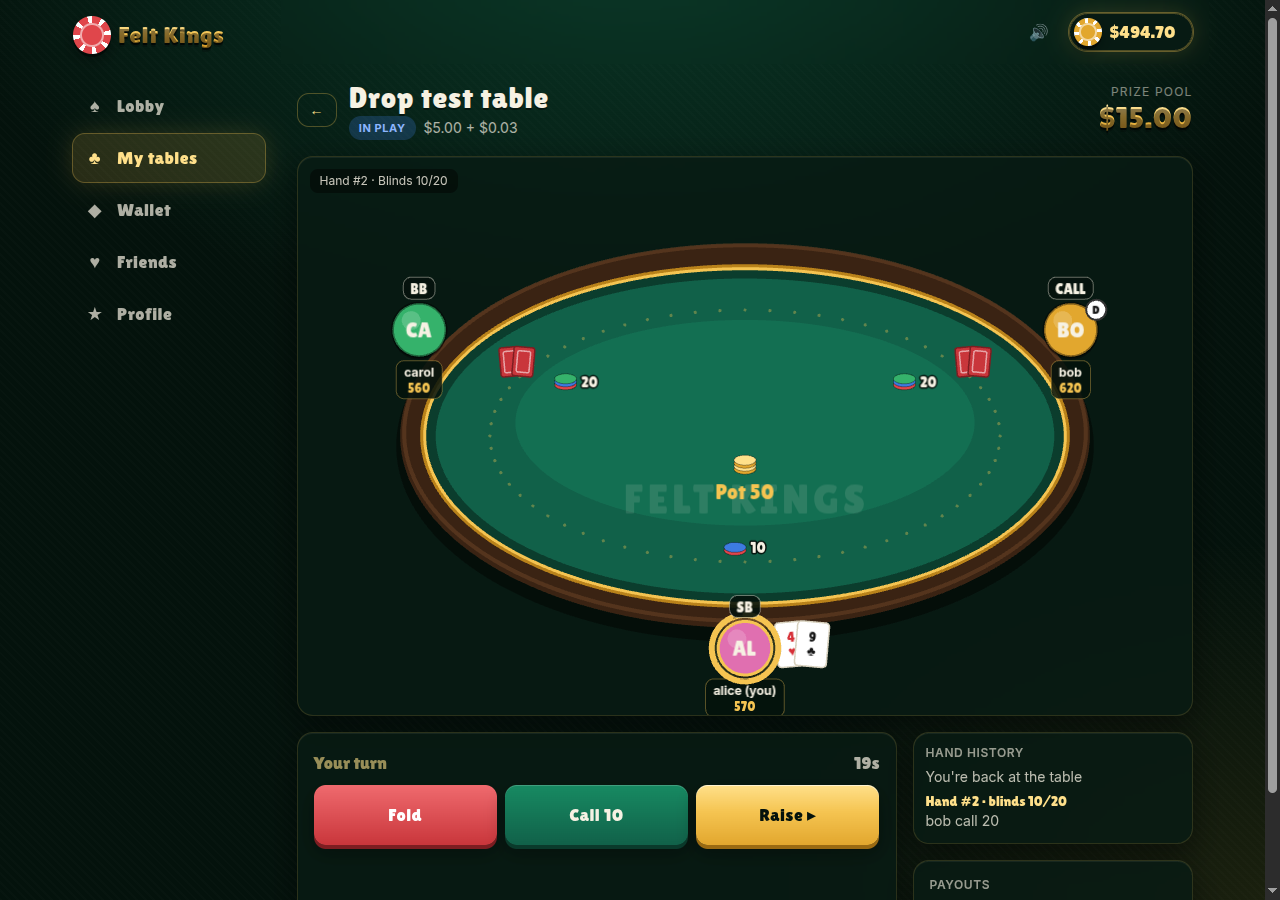 Felt Kings
🔊
$494.70
♠ Lobby
♣ My tables
◆ Wallet
♥ Friends
★ Profile
←
Drop test table
IN PLAY $5.00 + $0.03
PRIZE POOL
$15.00
Hand #2 · Blinds 10/20
BB
CA
carol
560
CALL
D
BO
bob
620
20
20
Pot 50
FELT KINGS
10
SB
AL
4♥
9♣
alice (you)
570
Your turn
19s
Fold
Call 10
Raise ▸
HAND HISTORY
You're back at the table
Hand #2 · blinds 10/20
bob call 20
PAYOUTS